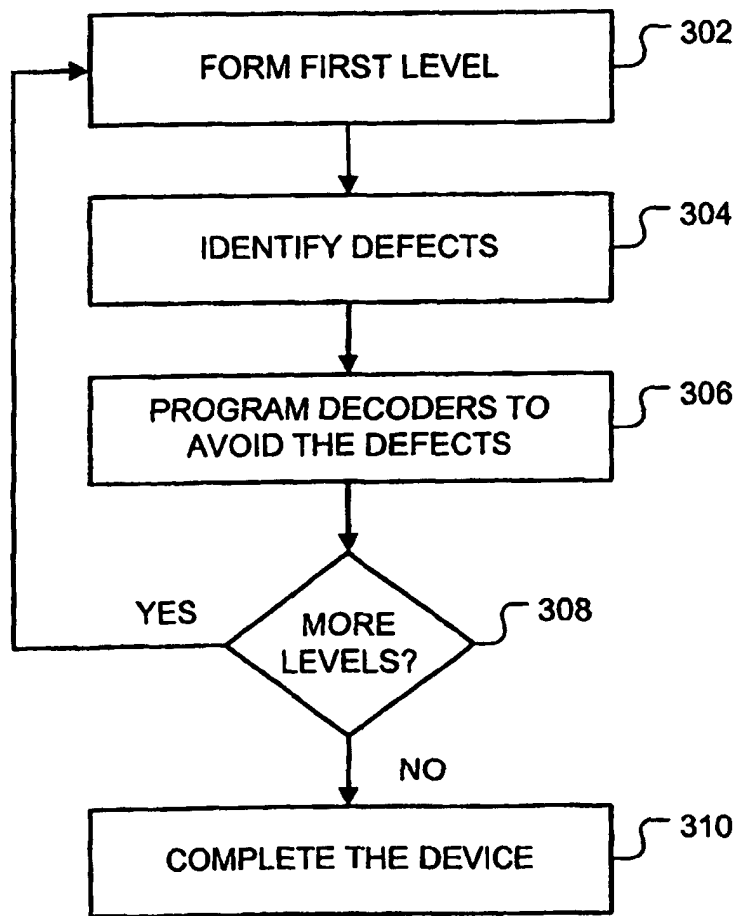 FORM FIRST LEVEL
302
IDENTIFY DEFECTS
304
PROGRAM DECODERS TO
AVOID THE DEFECTS
306
YES
MORE
LEVELS?
308
NO
COMPLETE THE DEVICE
310